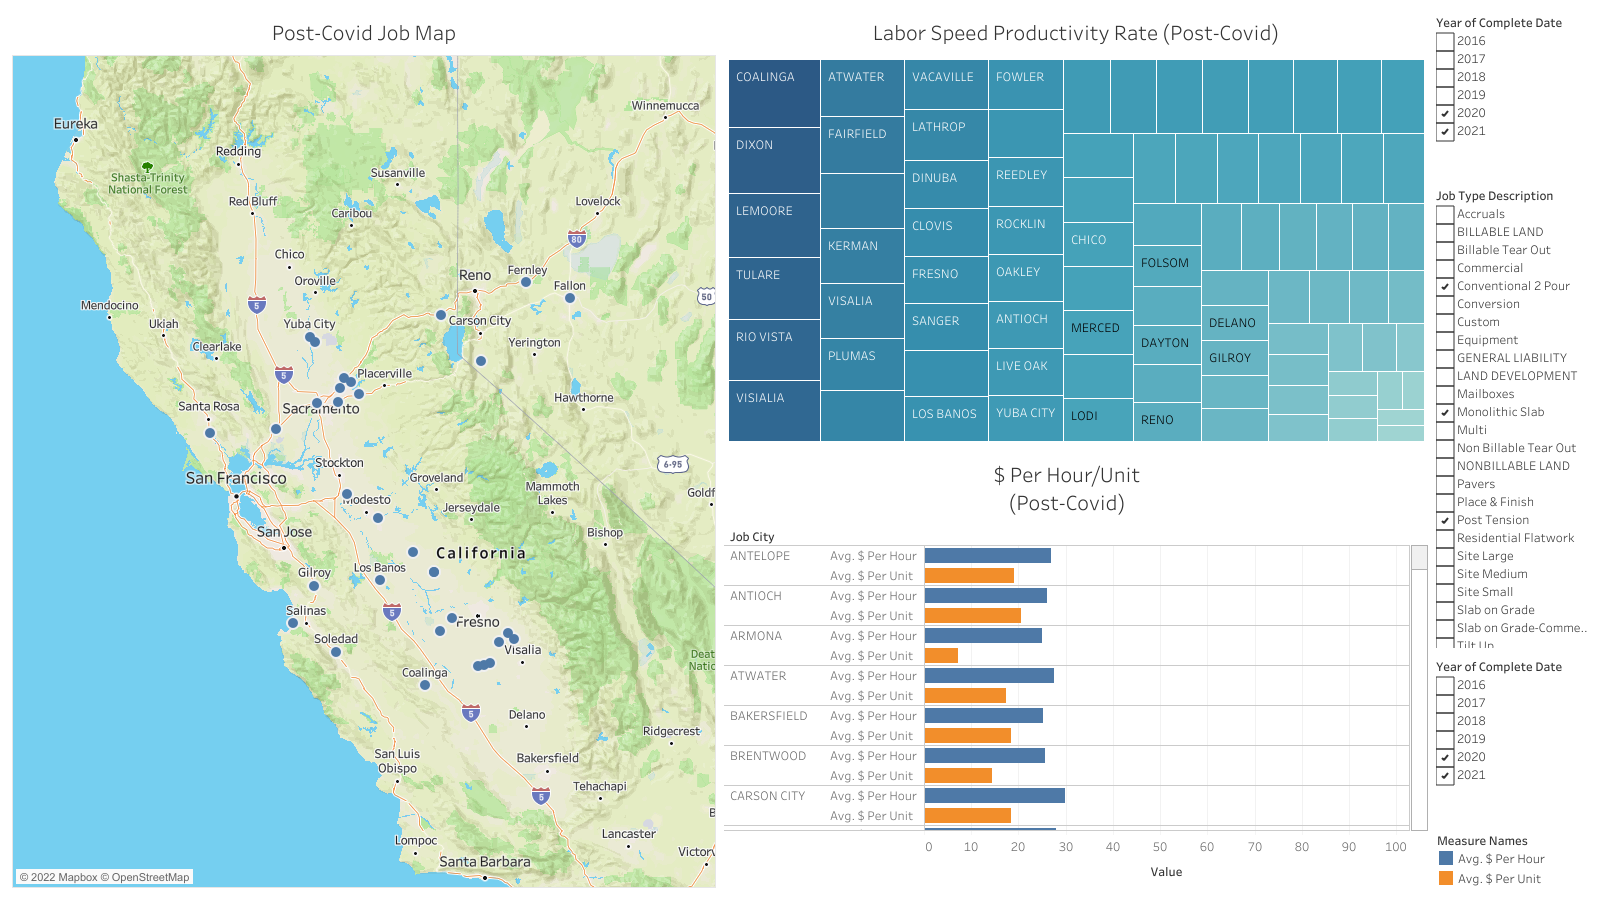 Post-Covid Job Map
Eureka
Winnemucca
Redding
Shasta-Trinity
National Forest
Susanville
Red Bluff
Caribou
Lovelock
80
Chico
Reno
Fernley
Oroville
Fallon
50
5
Mendocino
Ukiah
Yuba City
Carson City
Clearlake
Yerington
5
Placerville
Hawthorne
Santa Rosa
Sacramento
Stockton
6-95
San Francisco
Groveland
Mammoth
Lakes
Modesto
Goldf
Jerseydale
San Jose
Bishop
California
Gilroy
Los Banos
Salinas
5
Fresno
Soledad
Visalia
Deat
Natio
Coalinga
5
Delano
Ridgecrest
San Luis
Obispo
Bakersfield
Tehachapi
5
B
Lancaster
Lompoc
Victorv
Santa Barbara
© 2022 Mapbox © OpenStreetMap
Labor Speed Productivity Rate (Post-Covid)
COALINGA
DIXON
LEMOORE
TULARE
RIO VISTA
VISIALIA
ATWATER
FAIRFIELD
KERMAN
VISALIA
PLUMAS
VACAVILLE
LATHROP
DINUBA
CLOVIS
FRESNO
SANGER
LOS BANOS
FOWLER
REEDLEY
ROCKLIN
OAKLEY
ANTIOCH
LIVE OAK
YUBA CITY
CHICO
MERCED
LODI
FOLSOM
DAYTON
RENO
DELANO
GILROY
$ Per Hour/Unit
(Post-Covid)
Job City
ANTELOPE Avg. $ Per Hour
Avg. $ Per Unit
ANTIOCH Avg. $ Per Hour
Avg. $ Per Unit
ARMONA Avg. $ Per Hour
Avg. $ Per Unit
ATWATER Avg. $ Per Hour
Avg. $ Per Unit
BAKERSFIELD Avg. $ Per Hour
Avg. $ Per Unit
BRENTWOOD Avg. $ Per Hour
Avg. $ Per Unit
CARSON CITY Avg. $ Per Hour
Avg. $ Per Unit
0 10 20 30 40 50 60 70 80 90 100
Value
Year of Complete Date
2016
2017
2018
2019
2020
2021
Job Type Description
Accruals
BILLABLE LAND
Billable Tear Out
Commercial
Conventional 2 Pour
Conversion
Custom
Equipment
GENERAL LIABILITY
LAND DEVELOPMENT
Mailboxes
Monolithic Slab
Multi
Non Billable Tear Out
NONBILLABLE LAND
Pavers
Place & Finish
Post Tension
Residential Flatwork
Site Large
Site Medium
Site Small
Slab on Grade
Slab on Grade-Comme..
Tilt Up
Year of Complete Date
2016
2017
2018
2019
2020
2021
Measure Names
Avg. $ Per Hour
Avg. $ Per Unit